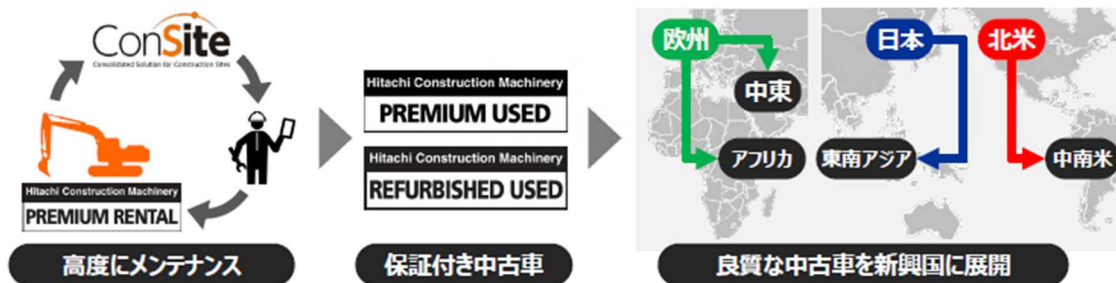 ConSite
Consolidated Solution for Construction Sites
Hitachi Construction Machinery
PREMIUM RENTAL
高度にメンテナンス
Hitachi Construction Machinery
PREMIUM USED
Hitachi Construction Machinery
REFURBISHED USED
保証付き中古車
欧州
日本
北米
中東
アフリカ
東南アジア
中南米
良質な中古車を新興国に展開